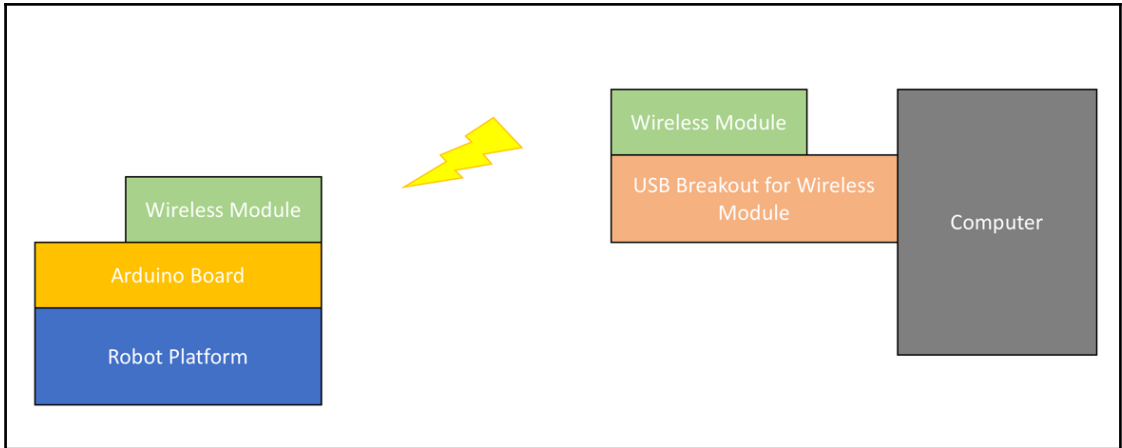 Wireless Module
Arduino Board
Robot Platform
Wireless Module
USB Breakout for Wireless
Module
Computer